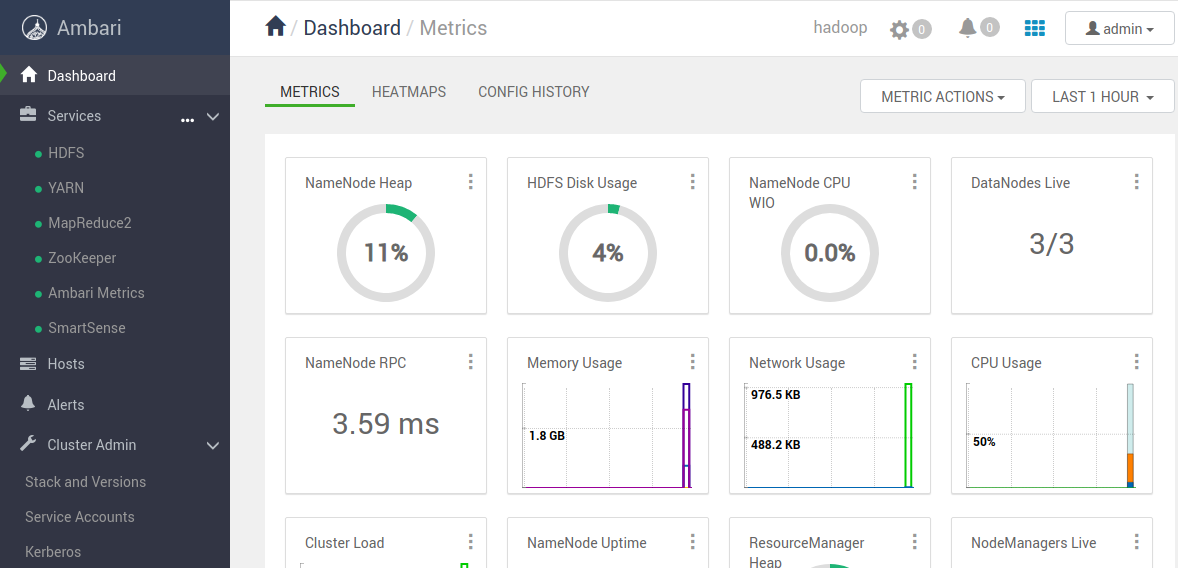 Ambari
Dashboard / Metrics
hadoop
0
0
admin
Dashboard
Services
...
HDFS
YARN
MapReduce2
ZooKeeper
Ambari Metrics
SmartSense
Hosts
Alerts
Cluster Admin
Stack and Versions
Service Accounts
Kerberos
METRICS
HEATMAPS
CONFIG HISTORY
METRIC ACTIONS
LAST 1 HOUR
NameNode Heap
11%
HDFS Disk Usage
4%
NameNode CPU
WIO
0.0%
DataNodes Live
3/3
NameNode RPC
3.59 ms
Memory Usage
1.8 GB
Network Usage
976.5 KB
488.2 KB
CPU Usage
50%
Cluster Load
NameNode Uptime
ResourceManager
Heap
NodeManagers Live